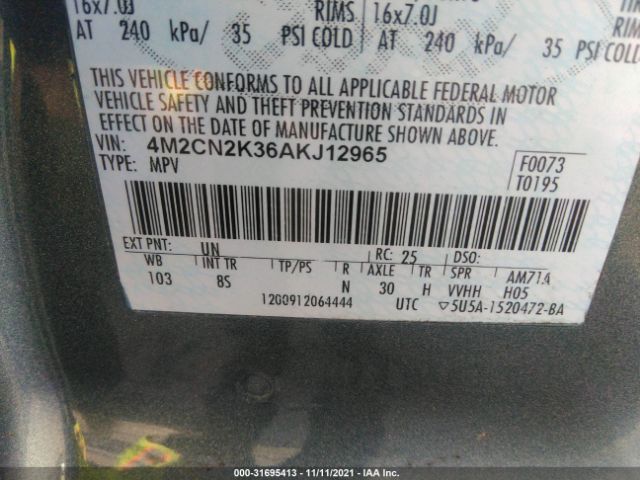 16x7.0J RIMS 16x7.0J RIMS
AT 240 kPa/ 35 PSI COLD AT 240 kPa/ 35 PSI COLD
THIS VEHICLE CONFORMS TO ALL APPLICABLE FEDERAL MOTOR
VEHICLE SAFETY AND THEFT PREVENTION STANDARDS IN
EFFECT ON THE DATE OF MANUFACTURE SHOWN ABOVE.
VIN: 4M2CN2K36AKJ12965
TYPE: MPV
F0073
T0195
EXT PNT: UN RC: 25 DSO:
WB INT TR TP/PS R AXLE TR SPR AM71A
103 8S N 30 H VVHH H05
12G0912064444 UTC ▽5U5A-1520472-BA
000-31695413 - 11/11/2021 - IAA Inc.